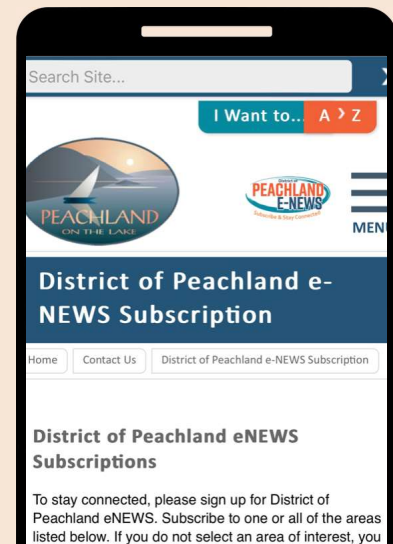 Search Site...
I Want to... A > Z
PEACHLAND
ON THE LAKE
District of
PEACHLAND
E-NEWS
Subscribe & Stay Connected
MENU
District of Peachland e-
NEWS Subscription
Home Contact Us District of Peachland e-NEWS Subscription
District of Peachland eNEWS
Subscriptions
To stay connected, please sign up for District of
Peachland eNEWS. Subscribe to one or all of the areas
listed below. If you do not select an area of interest, you